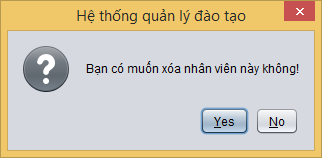 Hệ thống quản lý đào tạo
Bạn có muốn xóa nhân viên này không!
Yes No